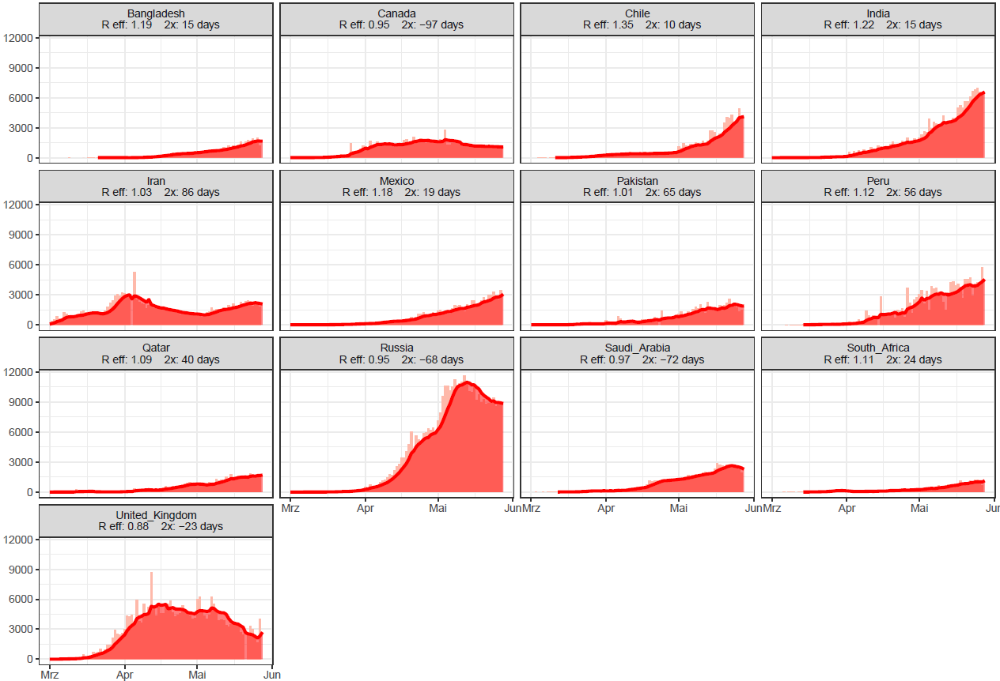 Bangladesh
R eff: 1.19 2x: 15 days
Canada
R eff: 0.95 2x: −97 days
Chile
R eff: 1.35 2x: 10 days
India
R eff: 1.22 2x: 15 days
12000
9000
6000
3000
0
Iran
R eff: 1.03 2x: 86 days
Mexico
R eff: 1.18 2x: 19 days
Pakistan
R eff: 1.01 2x: 65 days
Peru
R eff: 1.12 2x: 56 days
12000
9000
6000
3000
0
Qatar
R eff: 1.09 2x: 40 days
Russia
R eff: 0.95 2x: −68 days
Saudi_Arabia
R eff: 0.97 2x: −72 days
South_Africa
R eff: 1.11 2x: 24 days
12000
9000
6000
3000
0
Mrz Apr Mai Jun
Mrz Apr Mai Jun
Mrz Apr Mai Jun
United_Kingdom
R eff: 0.88 2x: −23 days
12000
9000
6000
3000
0
Mrz Apr Mai Jun